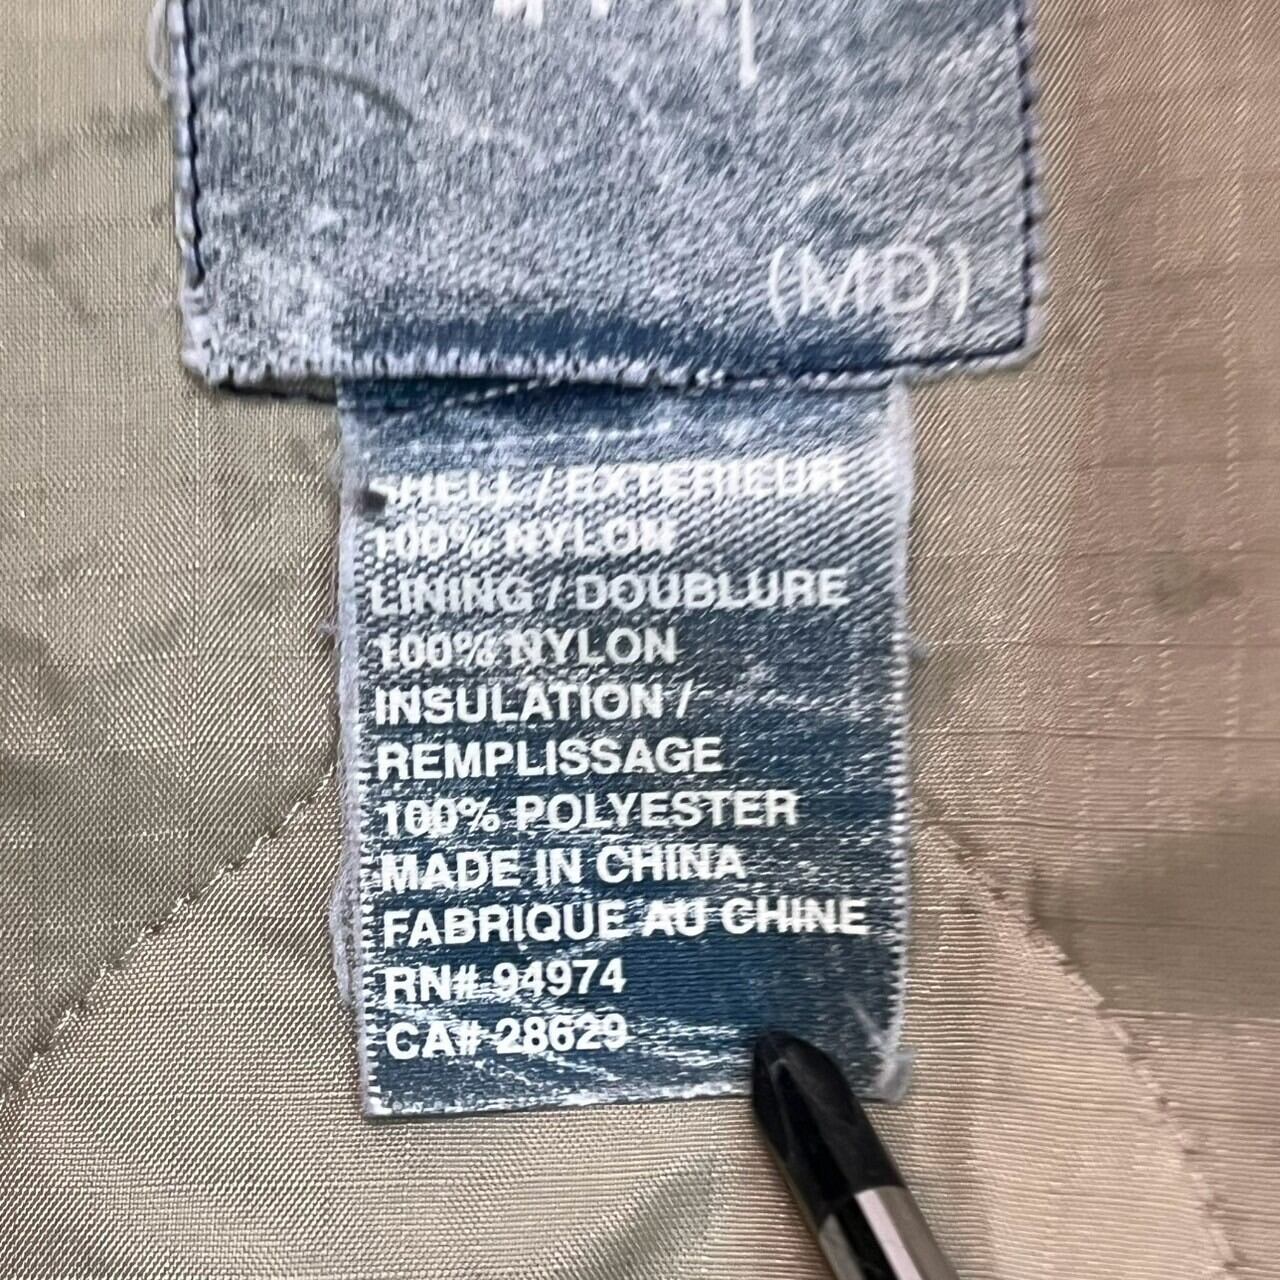 (MD)
SHELL / EXTERIEUR
100% NYLON
LINING / DOUBLURE
100% NYLON
INSULATION /
REMPLISSAGE
100% POLYESTER
MADE IN CHINA
FABRIQUE AU CHINE
RN# 94974
CA# 28629